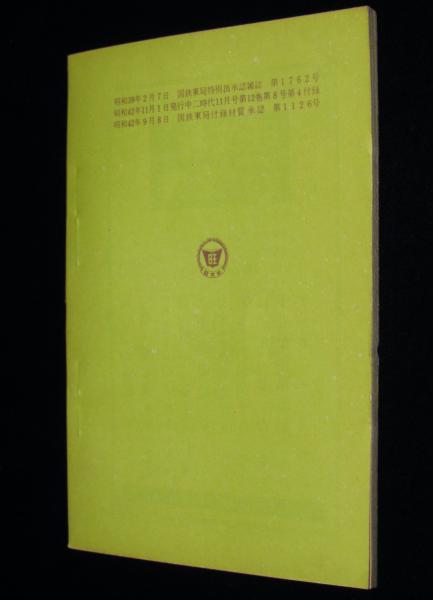 昭和39年2月7日 国鉄東局特別扱承認雑誌 第1762号
昭和42年11月1日発行中二時代11月号第12巻第8号第4付録
昭和42年9月8日 国鉄東局付録材質承認 第1126号
旺